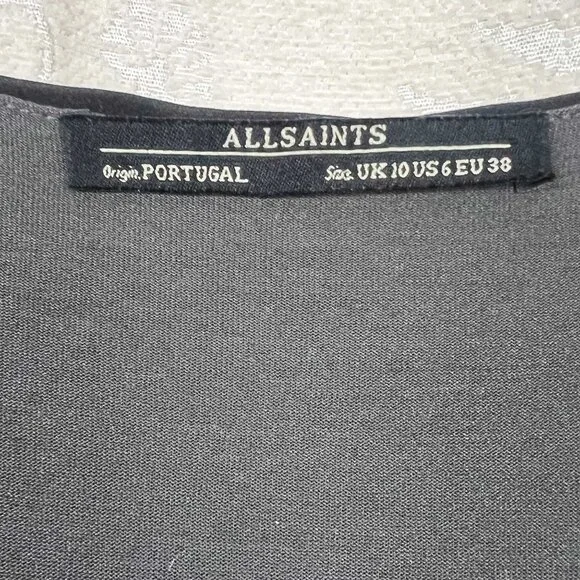 ALLSAINTS
Origin. PORTUGAL Size. UK 10 US 6 EU 38